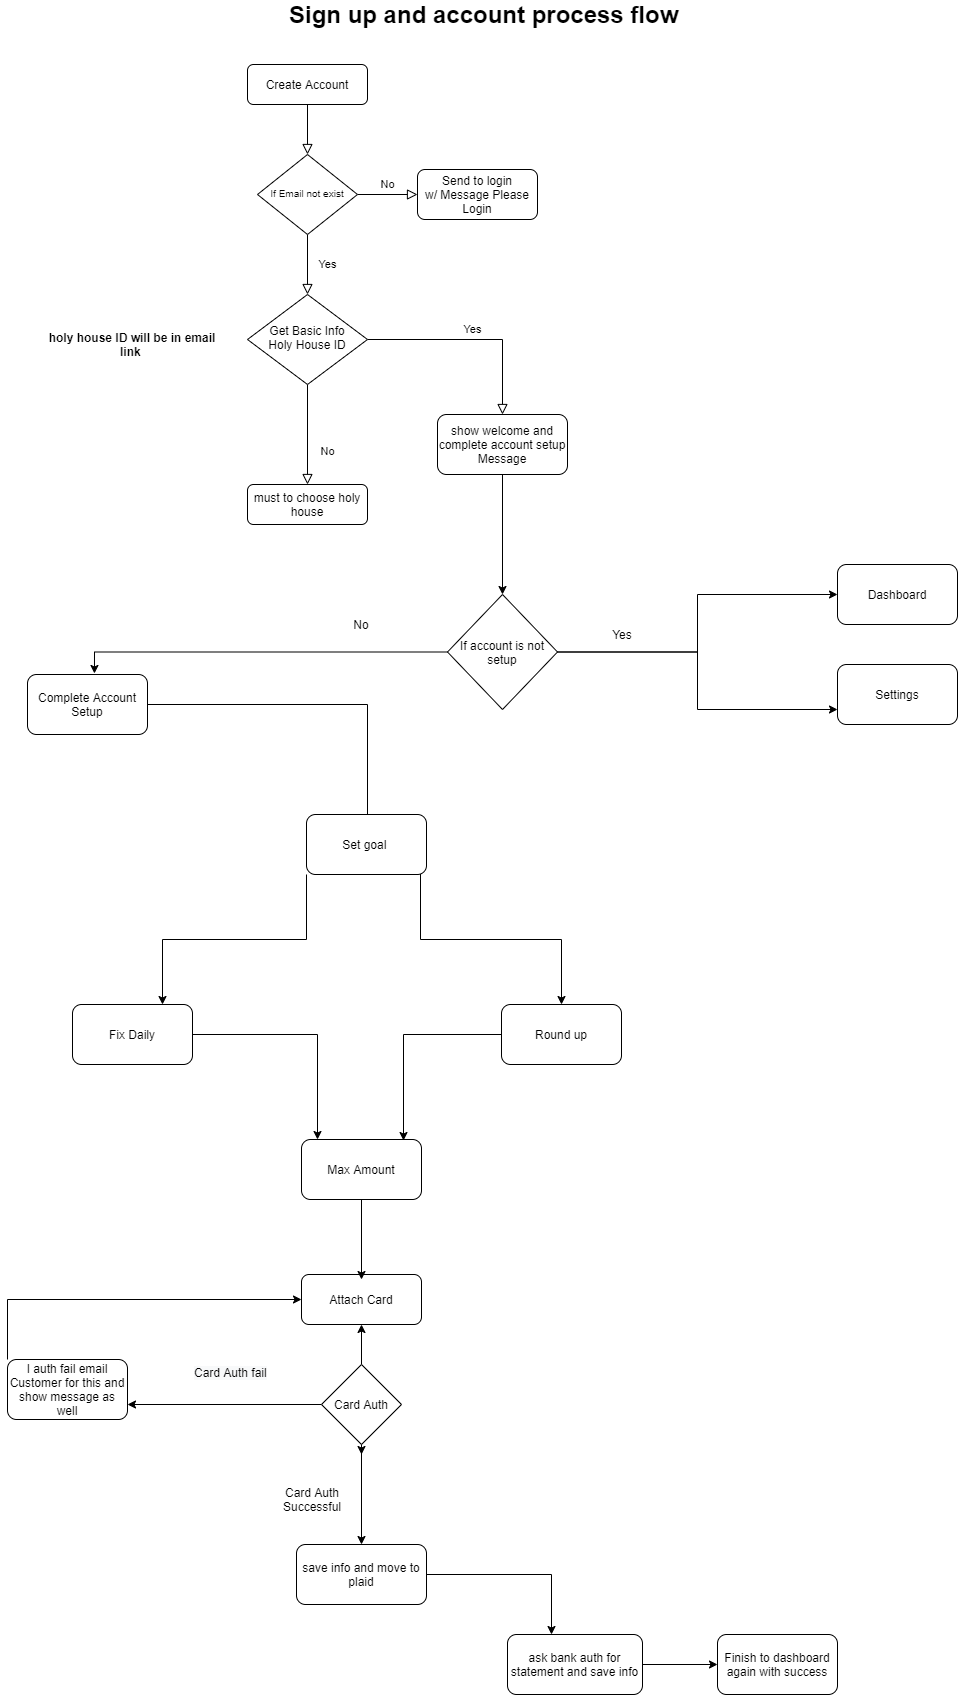 Sign up and account process flow
Create Account
If Email not exist
No
Send to login
w/ Message Please
Login
Yes
Get Basic Info
Holy House ID
Yes
holy house ID will be in email
link
show welcome and
complete account setup
Message
No
must to choose holy
house
Dashboard
No
Yes
If account is not
setup
Complete Account
Setup
Settings
Set goal
Fix Daily
Round up
Max Amount
Attach Card
I auth fail email
Customer for this and
show message as
well
Card Auth fail
Card Auth
Card Auth
Successful
save info and move to
plaid
ask bank auth for
statement and save info
Finish to dashboard
again with success